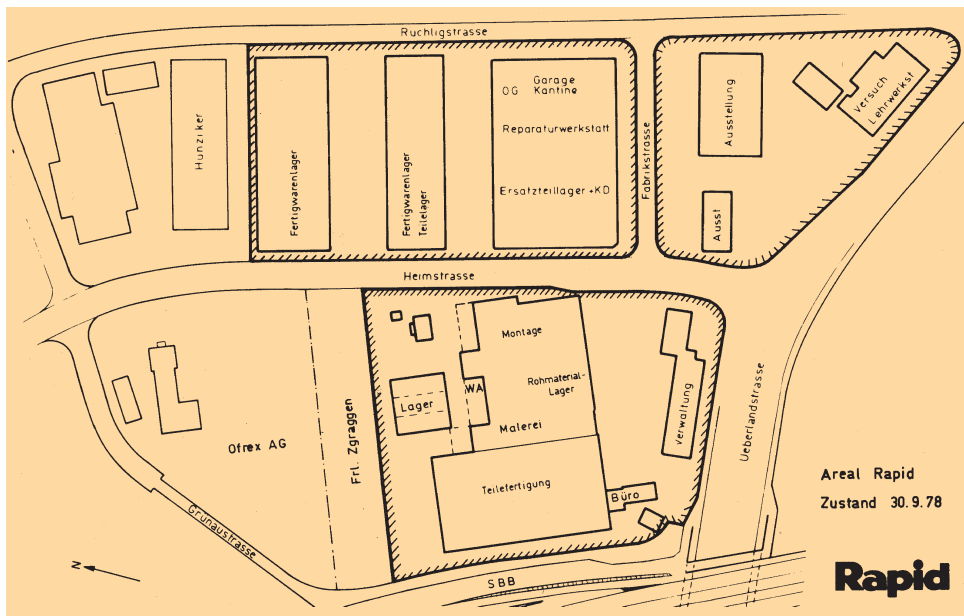 Ruchligstrasse
Hunziker
Fertigwarenlager
Fertigwarenlager
Teilelager
Garage
OG Kantine
Reparaturwerkstatt
Ersatzteillager+KD
Fabrikstrasse
Ausstellung
Versuch
Lehrwerkst
Ausst
Heimstrasse
Ofrex AG
Frl. Zgraggen
Lager
WA
Montage
Rohmaterial-
Lager
Malerei
Teilefertigung
Büro
Verwaltung
Ueberlandstrasse
Grünaustrasse
SBB
N
Areal Rapid
Zustand 30.9.78
Rapid